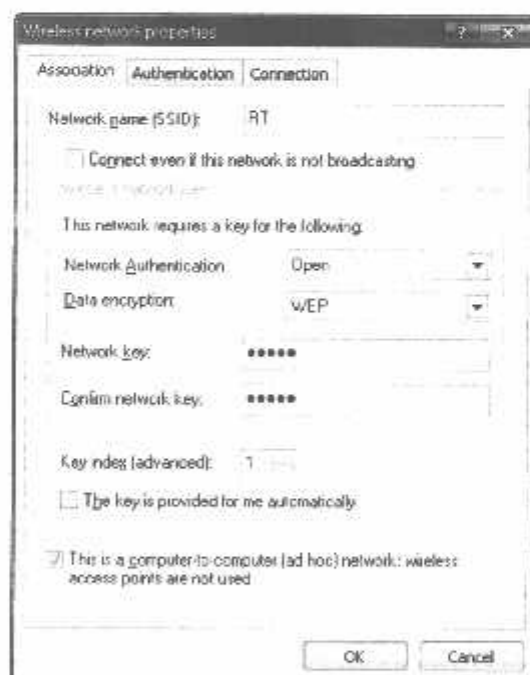 Wireless network properties
Association Authentication Connection
Network name (SSID): RT
Connect even if this network is not broadcasting
This network requires a key for the following:
Network Authentication Open
Data encryption: WEP
Network key: •••••
Confirm network key: •••••
Key index (advanced): 1
The key is provided for me automatically
This is a computer-to-computer (ad hoc) network; wireless
access points are not used
OK Cancel